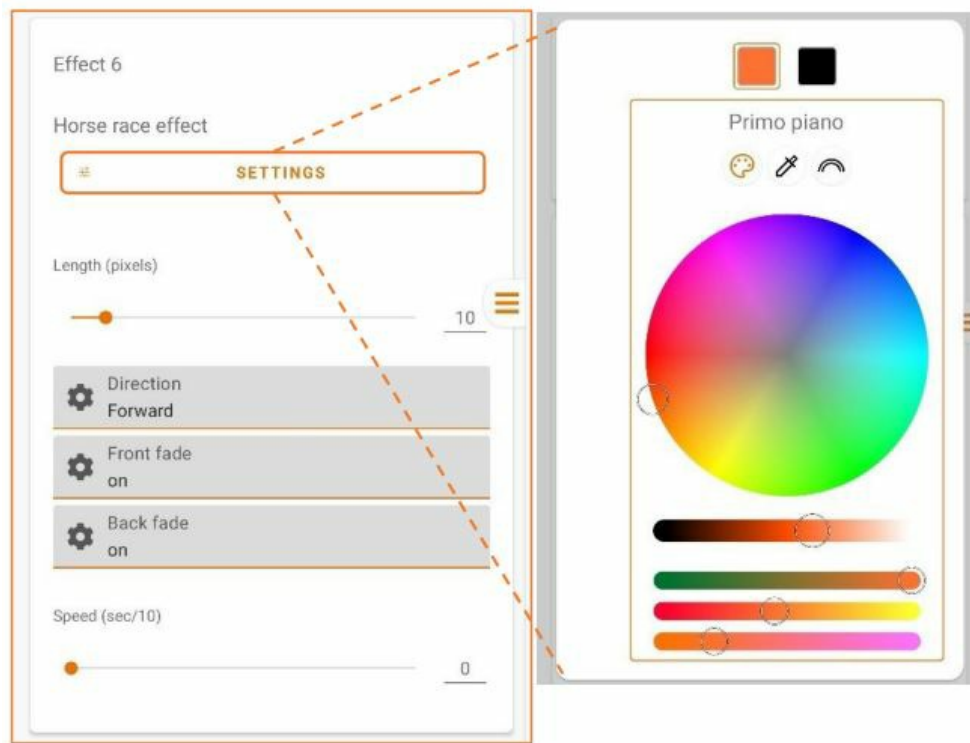 Effect 6
Horse race effect
SETTINGS
Length (pixels)
10
Direction
Forward
Front fade
on
Back fade
on
Speed (sec/10)
0
Primo piano